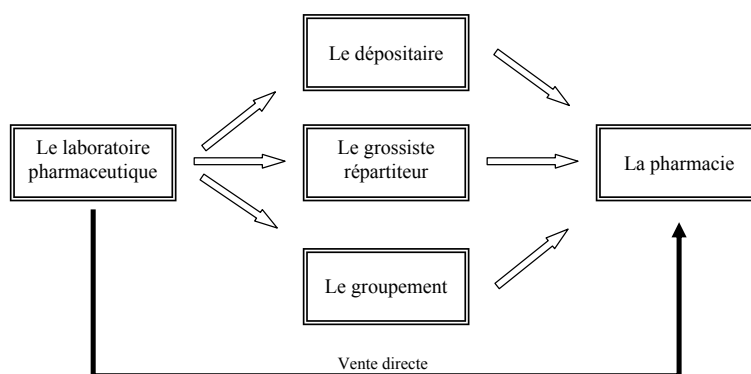 Le dépositaire
Le laboratoire
pharmaceutique
Le grossiste
répartiteur
La pharmacie
Le groupement
Vente directe